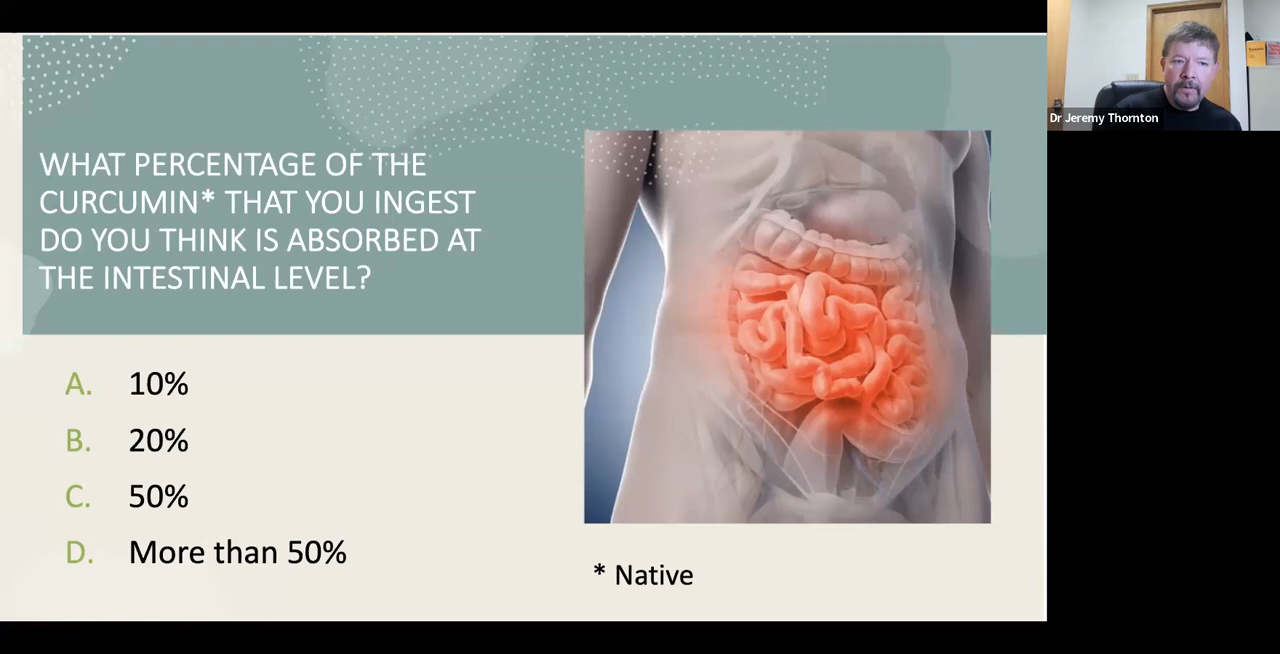 WHAT PERCENTAGE OF THE
CURCUMIN* THAT YOU INGEST
DO YOU THINK IS ABSORBED AT
THE INTESTINAL LEVEL?
A. 10%
B. 20%
C. 50%
D. More than 50%
* Native
Dr Jeremy Thornton